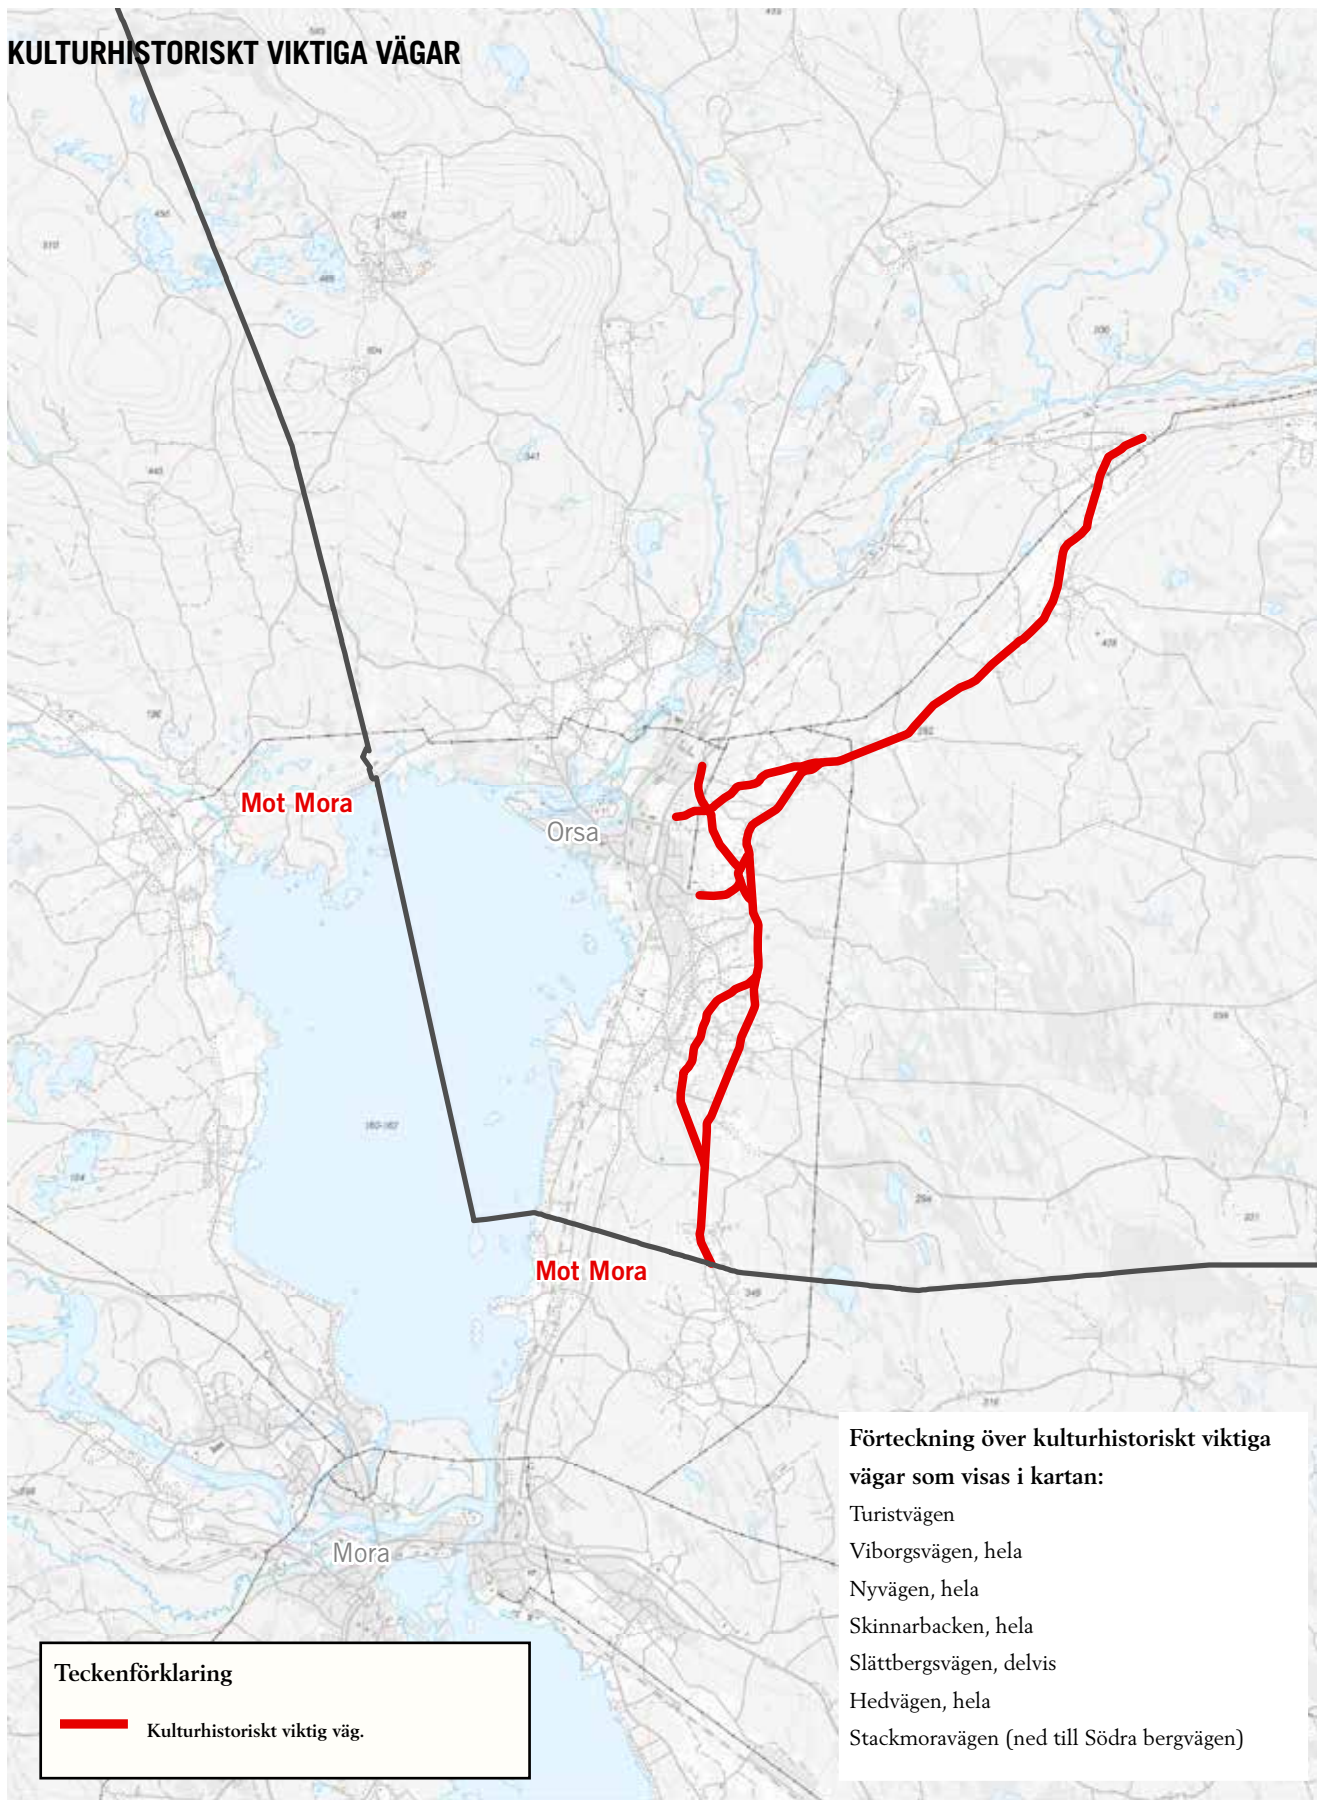 KULTURHISTORISKT VIKTIGA VÄGAR
Mot Mora
Orsa
Mot Mora
Mora
Förteckning över kulturhistoriskt viktiga
vägar som visas i kartan:
Turistvägen
Viborgsvägen, hela
Nyvägen, hela
Skinnarbacken, hela
Slättbergsvägen, delvis
Hedvägen, hela
Stackmoravägen (ned till Södra bergvägen)
Teckenförklaring
Kulturhistoriskt viktig väg.